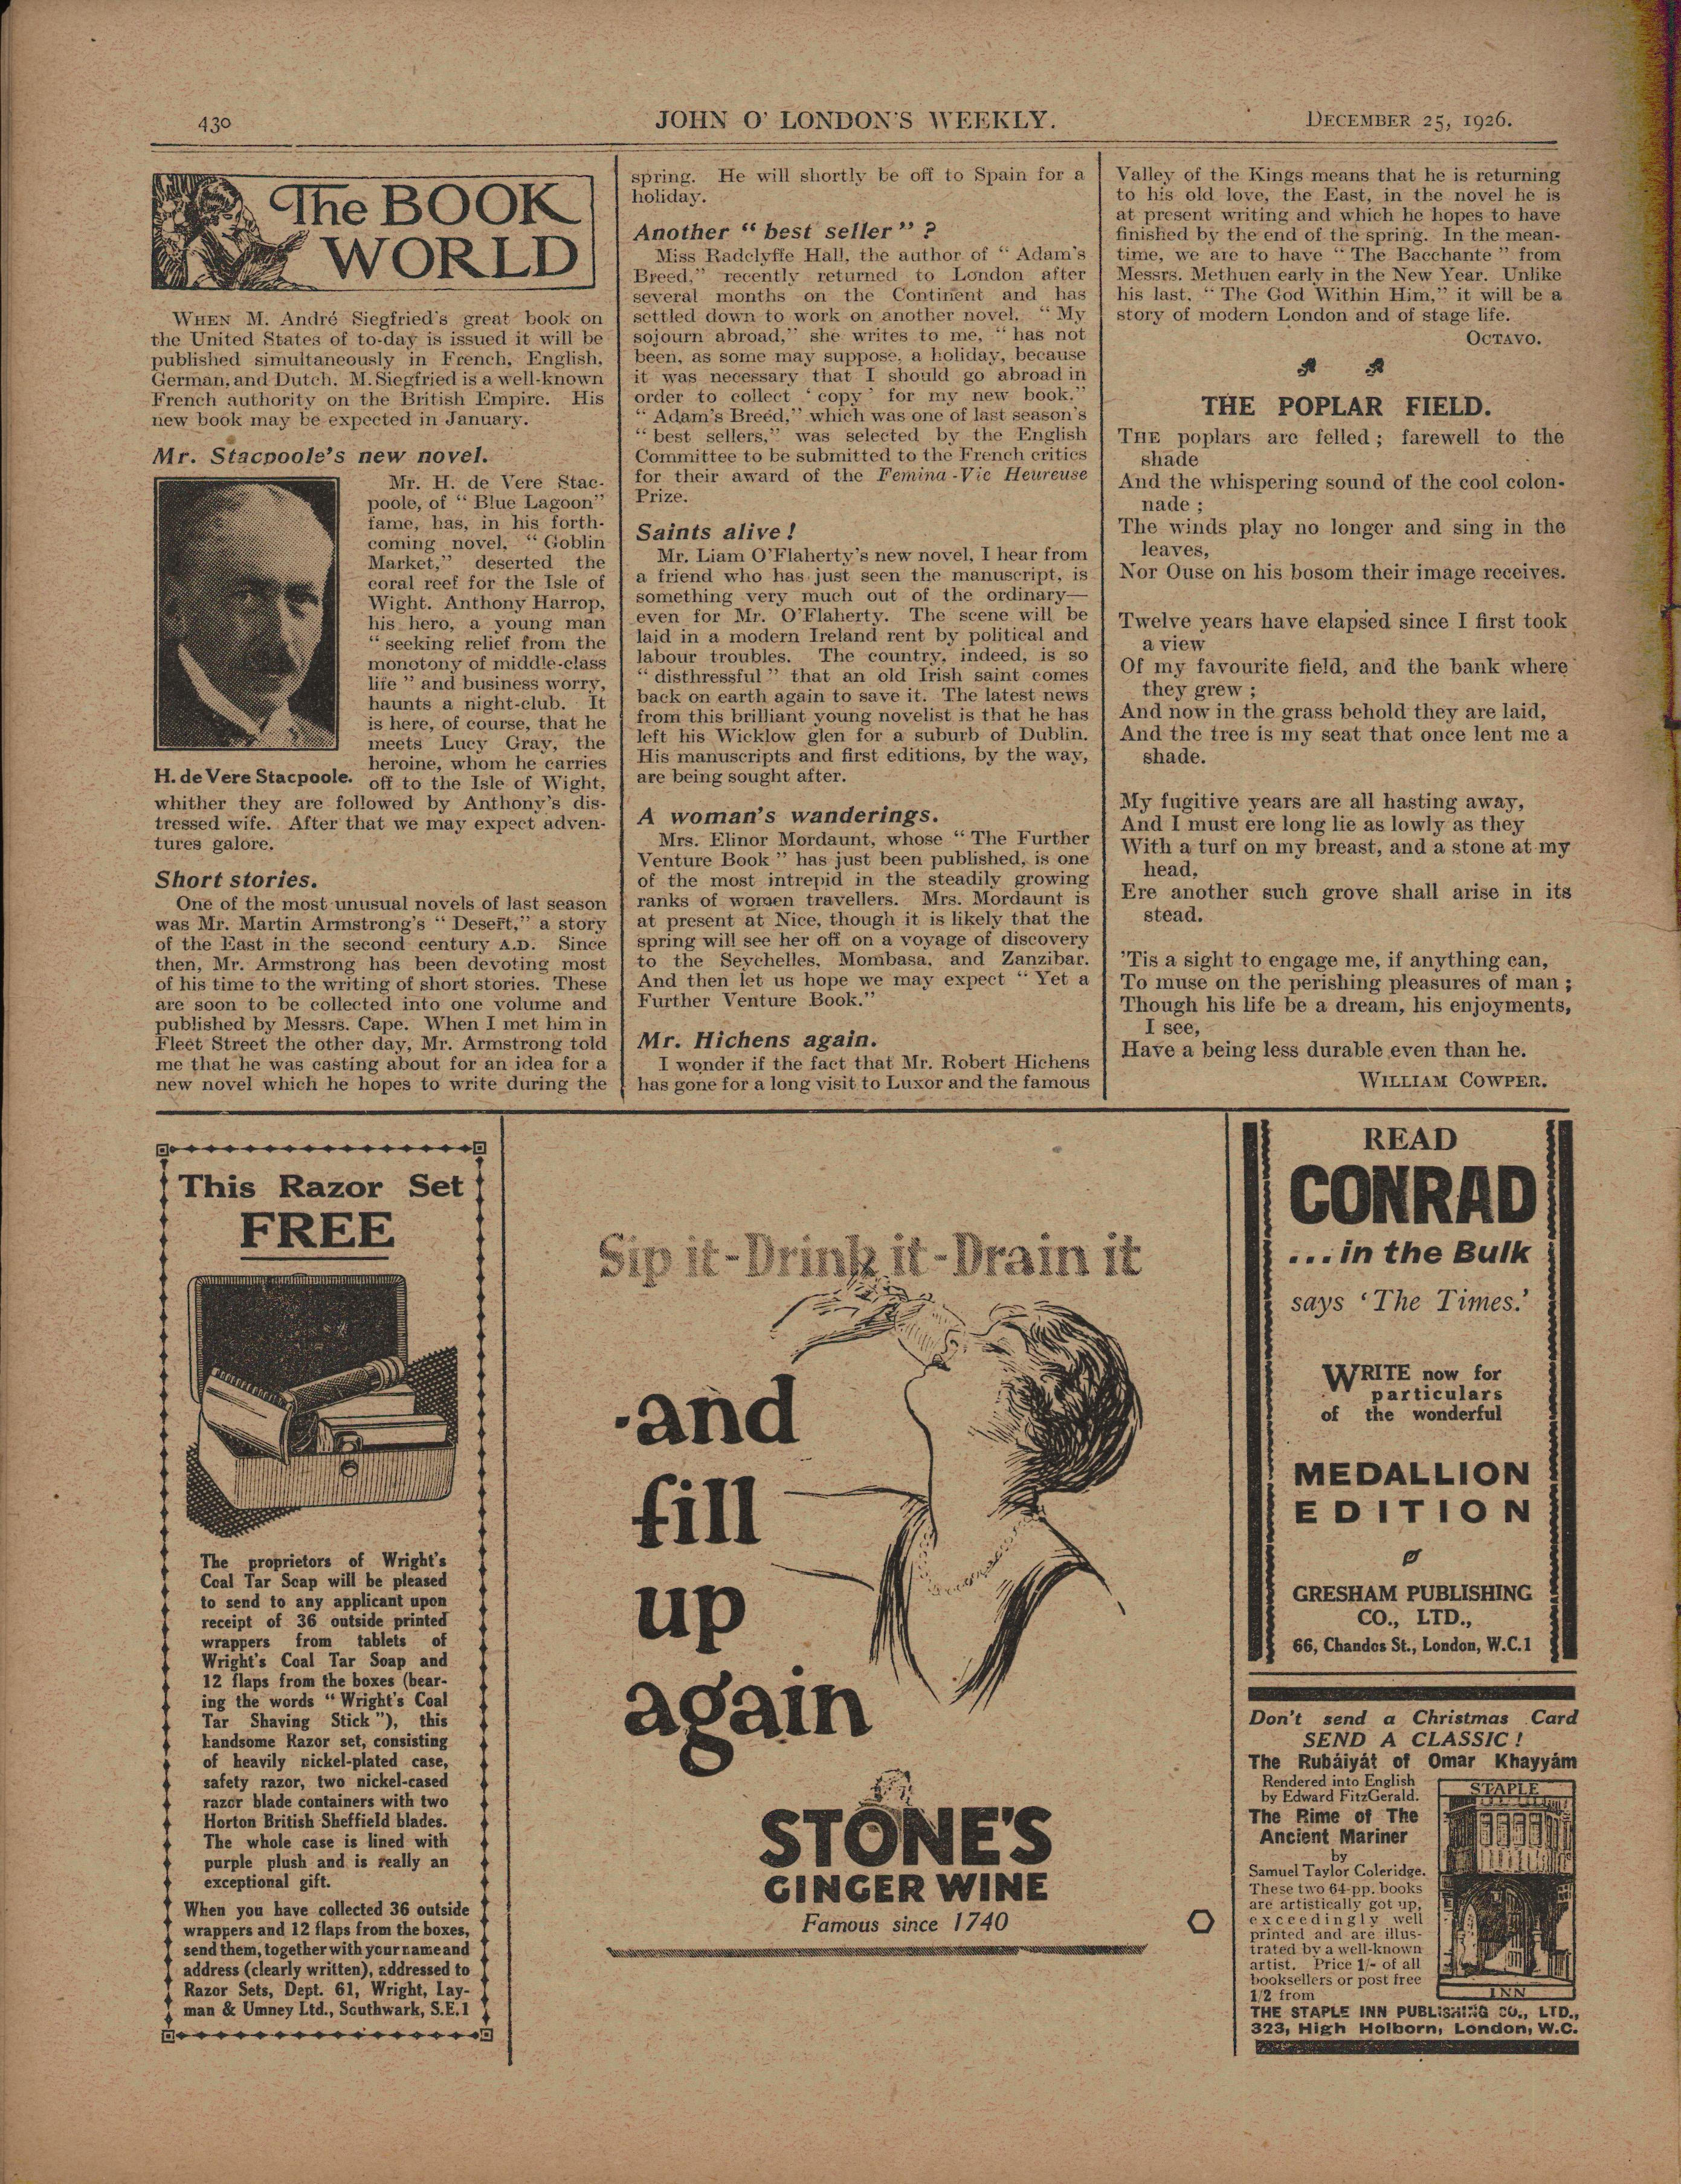 430
JOHN O' LONDON'S WEEKLY.
DECEMBER 25, 1926.
The BOOK
WORLD
WHEN M. André Siegfried's great book on
the United States of to-day is issued it will be
published simultaneously in French, English,
German, and Dutch. M. Siegfried is a well-known
French authority on the British Empire. His
new book may be expected in January.
Mr. Stacpoole's new novel.
Mr. H. de Vere Stac-
poole, of “ Blue Lagoon”
fame, has, in his forth-
coming novel, “ Goblin
Market,” deserted the
coral reef for the Isle of
Wight. Anthony Harrop,
his hero, a young man
“ seeking relief from the
monotony of middle-class
life ” and business worry,
haunts a night-club. It
is here, of course, that he
meets Lucy Gray, the
heroine, whom he carries
H. de Vere Stacpoole.
off to the Isle of Wight,
whither they are followed by Anthony's dis-
tressed wife. After that we may expect adven-
tures galore.
Short stories.
One of the most unusual novels of last season
was Mr. Martin Armstrong's “ Desert,” a story
of the East in the second century A.D. Since
then, Mr. Armstrong has been devoting most
of his time to the writing of short stories. These
are soon to be collected into one volume and
published by Messrs. Cape. When I met him in
Fleet Street the other day, Mr. Armstrong told
me that he was casting about for an idea for a
new novel which he hopes to write during the
spring. He will shortly be off to Spain for a
holiday.
Another “ best seller ” ?
Miss Radclyffe Hall, the author of “ Adam's
Breed,” recently returned to London after
several months on the Continent and has
settled down to work on another novel. “ My
sojourn abroad,” she writes to me, “ has not
been, as some may suppose, a holiday, because
it was necessary that I should go abroad in
order to collect ‘ copy ’ for my new book.”
“ Adam's Breed,” which was one of last season's
“ best sellers,” was selected by the English
Committee to be submitted to the French critics
for their award of the Femina-Vie Heureuse
Prize.
Saints alive !
Mr. Liam O'Flaherty's new novel, I hear from
a friend who has just seen the manuscript, is
something very much out of the ordinary—
even for Mr. O'Flaherty. The scene will be
laid in a modern Ireland rent by political and
labour troubles. The country, indeed, is so
“ disthressful ” that an old Irish saint comes
back on earth again to save it. The latest news
from this brilliant young novelist is that he has
left his Wicklow glen for a suburb of Dublin.
His manuscripts and first editions, by the way,
are being sought after.
A woman's wanderings.
Mrs. Elinor Mordaunt, whose “ The Further
Venture Book ” has just been published, is one
of the most intrepid in the steadily growing
ranks of women travellers. Mrs. Mordaunt is
at present at Nice, though it is likely that the
spring will see her off on a voyage of discovery
to the Seychelles, Mombasa, and Zanzibar.
And then let us hope we may expect “ Yet a
Further Venture Book.”
Mr. Hichens again.
I wonder if the fact that Mr. Robert Hichens
has gone for a long visit to Luxor and the famous
Valley of the Kings means that he is returning
to his old love, the East, in the novel he is
at present writing and which he hopes to have
finished by the end of the spring. In the mean-
time, we are to have “ The Bacchante ” from
Messrs. Methuen early in the New Year. Unlike
his last, “ The God Within Him,” it will be a
story of modern London and of stage life.
OCTAVO.
THE POPLAR FIELD.
THE poplars are felled ; farewell to the
shade
And the whispering sound of the cool colon-
nade ;
The winds play no longer and sing in the
leaves,
Nor Ouse on his bosom their image receives.
Twelve years have elapsed since I first took
a view
Of my favourite field, and the bank where
they grew ;
And now in the grass behold they are laid,
And the tree is my seat that once lent me a
shade.
My fugitive years are all hasting away,
And I must ere long lie as lowly as they
With a turf on my breast, and a stone at my
head,
Ere another such grove shall arise in its
stead.
'Tis a sight to engage me, if anything can,
To muse on the perishing pleasures of man ;
Though his life be a dream, his enjoyments,
I see,
Have a being less durable even than he.
WILLIAM COWPER.
This Razor Set
FREE
The proprietors of Wright's
Coal Tar Soap will be pleased
to send to any applicant upon
receipt of 36 outside printed
wrappers from tablets of
Wright's Coal Tar Soap and
12 flaps from the boxes (bear-
ing the words “ Wright's Coal
Tar Shaving Stick ”), this
handsome Razor set, consisting
of heavily nickel-plated case,
safety razor, two nickel-cased
razor blade containers with two
Horton British Sheffield blades.
The whole case is lined with
purple plush and is really an
exceptional gift.
When you have collected 36 outside
wrappers and 12 flaps from the boxes,
send them, together with your name and
address (clearly written), addressed to
Razor Sets, Dept. 61, Wright, Lay-
man & Umney Ltd., Southwark, S.E.1
Sip it-Drink it-Drain it
-and
fill
up
again
STONE'S
GINGER WINE
Famous since 1740
READ
CONRAD
...in the Bulk
says ‘The Times.’
WRITE now for
particulars
of the wonderful
MEDALLION
EDITION
GRESHAM PUBLISHING
CO., LTD.,
66, Chandos St., London, W.C.1
Don't send a Christmas Card
SEND A CLASSIC !
The Rubáiyát of Omar Khayyám
Rendered into English
by Edward FitzGerald.
The Rime of The
Ancient Mariner
by
Samuel Taylor Coleridge.
These two 64-pp. books
are artistically got up,
exceedingly well
printed and are illus-
trated by a well-known
artist. Price 1/- of all
booksellers or post free
1/2 from
STAPLE
INN
THE STAPLE INN PUBLISHING CO., LTD.,
323, High Holborn, London, W.C.